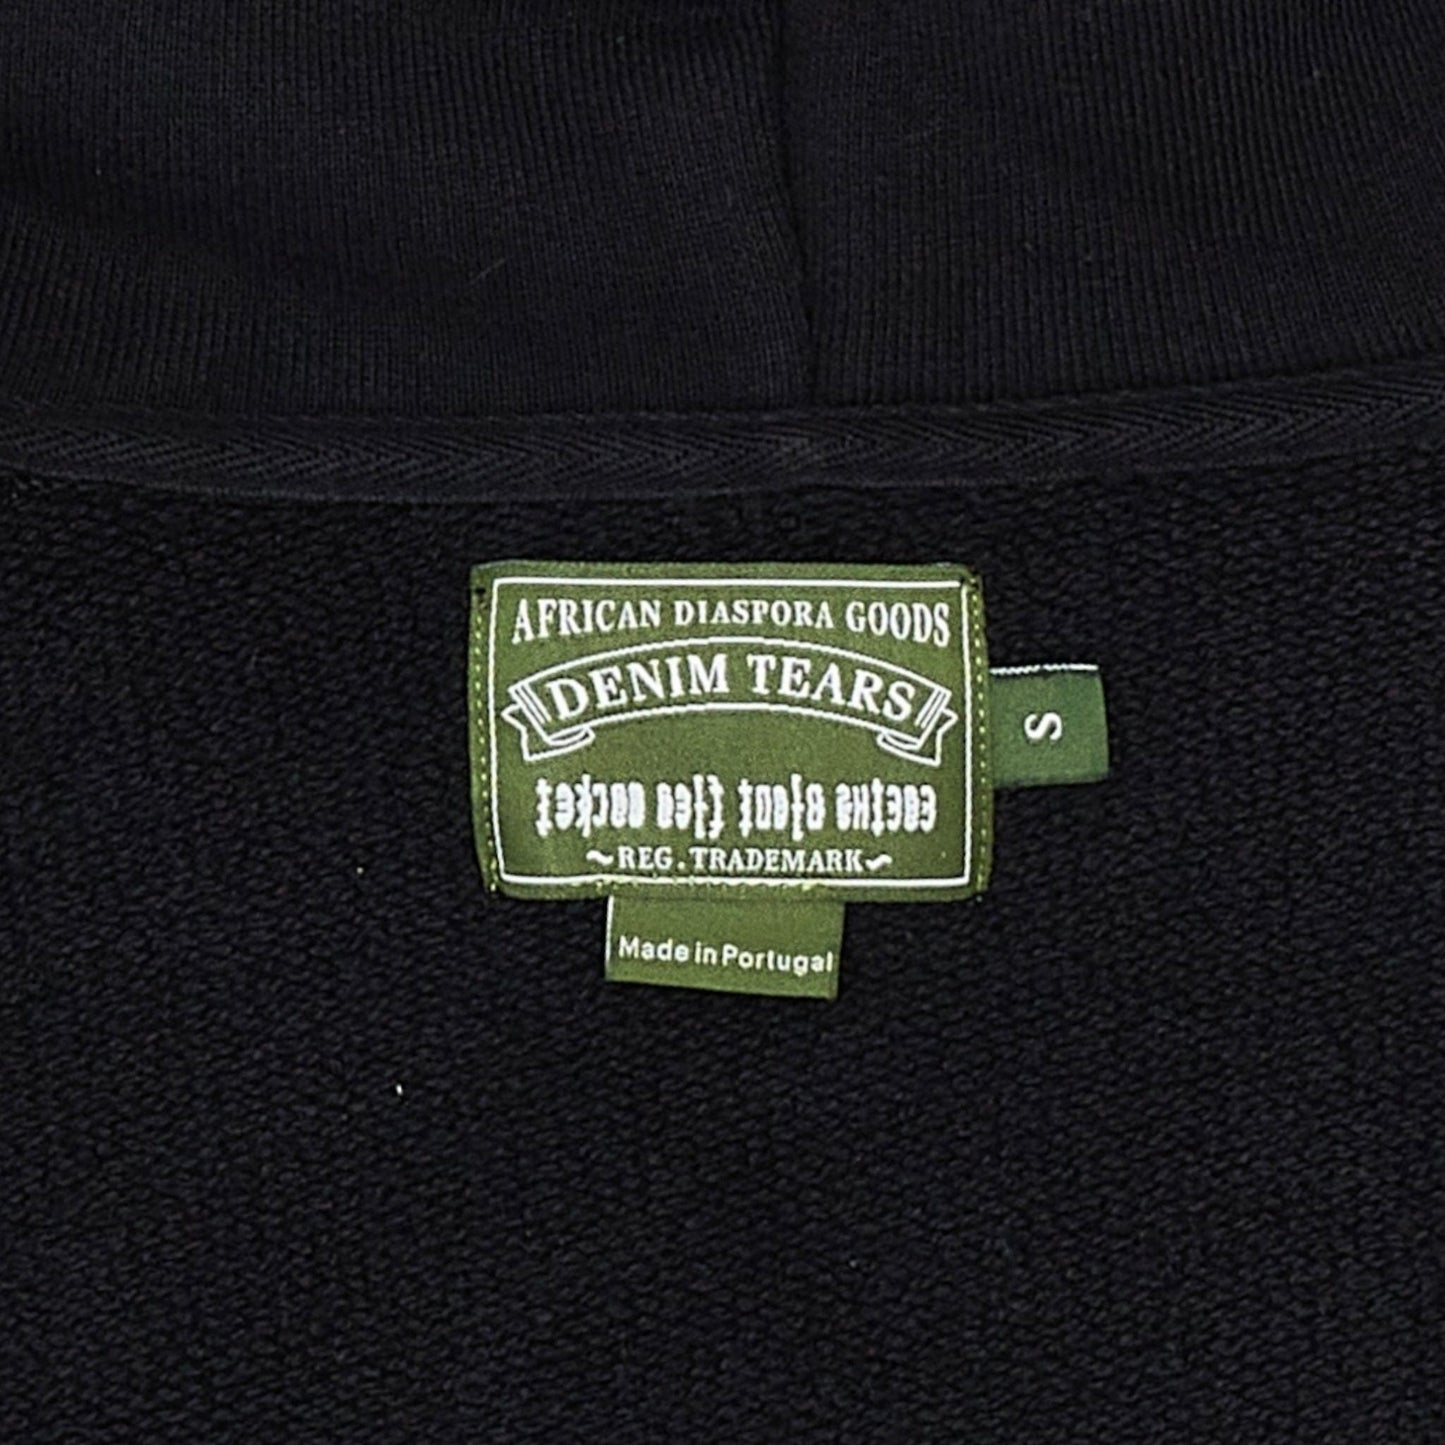 AFRICAN DIASPORA GOODS
DENIM TEARS
~REG. TRADEMARK~
S
Made in Portugal